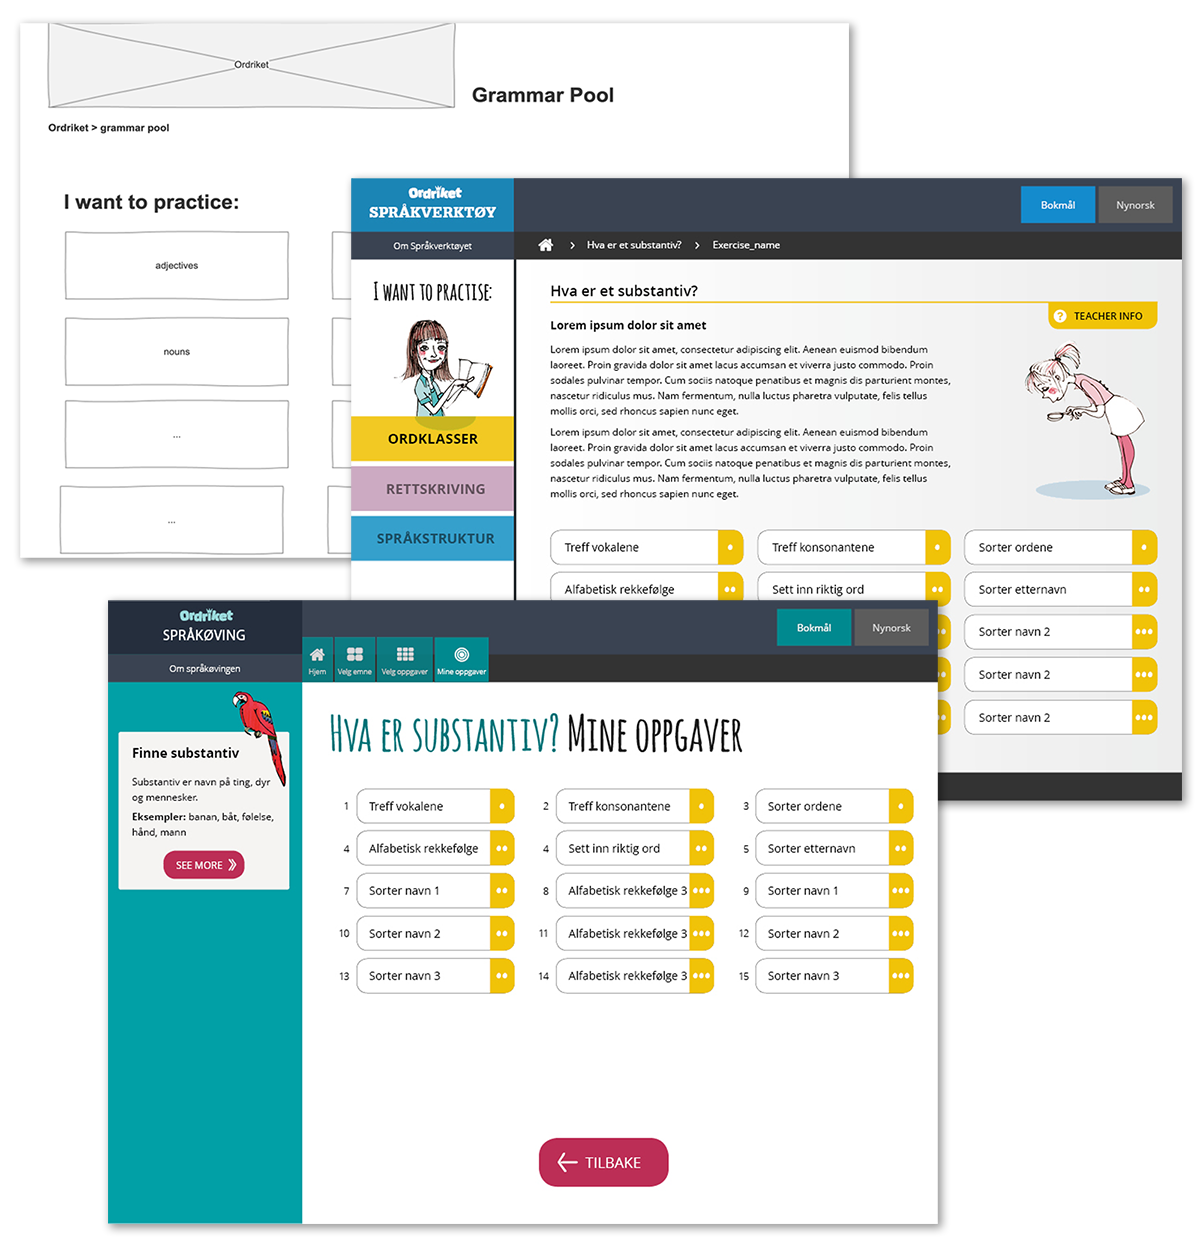 Ordriket
Grammar Pool
Ordriket > grammar pool
I want to practice:
adjectives
nouns
...
...
Ordriket
SPRÅKVERKTØY
Bokmål
Nynorsk
Om Språkverktøyet
Hva er et substantiv?
Exercise_name
I WANT TO PRACTISE:
ORDKLASSER
RETTSKRIVING
SPRÅKSTRUKTUR
Hva er et substantiv?
? TEACHER INFO
Lorem ipsum dolor sit amet
Lorem ipsum dolor sit amet, consectetur adipiscing elit. Aenean euismod bibendum
laoreet. Proin gravida dolor sit amet lacus accumsan et viverra justo commodo. Proin
sodales pulvinar tempor. Cum sociis natoque penatibus et magnis dis parturient montes,
nascetur ridiculus mus. Nam fermentum, nulla luctus pharetra vulputate, felis tellus
mollis orci, sed rhoncus sapien nunc eget.
Lorem ipsum dolor sit amet, consectetur adipiscing elit. Aenean euismod bibendum
laoreet. Proin gravida dolor sit amet lacus accumsan et viverra justo commodo. Proin
sodales pulvinar tempor. Cum sociis natoque penatibus et magnis dis parturient montes,
nascetur ridiculus mus. Nam fermentum, nulla luctus pharetra vulputate, felis tellus
mollis orci, sed rhoncus sapien nunc eget.
Treff vokalene
Treff konsonantene
Sorter ordene
Alfabetisk rekkefølge
Sett inn riktig ord
Sorter etternavn
Sorter navn 2
Sorter navn 2
Sorter navn 2
Ordriket
SPRÅKØVING
Bokmål
Nynorsk
Om språkøvingen
Hjem
Velg emne
Velg oppgaver
Mine oppgaver
Finne substantiv
Substantiv er navn på ting, dyr
og mennesker.
Eksempler: banan, båt, følelse,
hånd, mann
SEE MORE
HVA ER SUBSTANTIV? MINE OPPGAVER
1 Treff vokalene
2 Treff konsonantene
3 Sorter ordene
4 Alfabetisk rekkefølge
4 Sett inn riktig ord
5 Sorter etternavn
7 Sorter navn 1
8 Alfabetisk rekkefølge 3
9 Sorter navn 1
10 Sorter navn 2
11 Alfabetisk rekkefølge 3
12 Sorter navn 2
13 Sorter navn 3
14 Alfabetisk rekkefølge 3
15 Sorter navn 3
TILBAKE